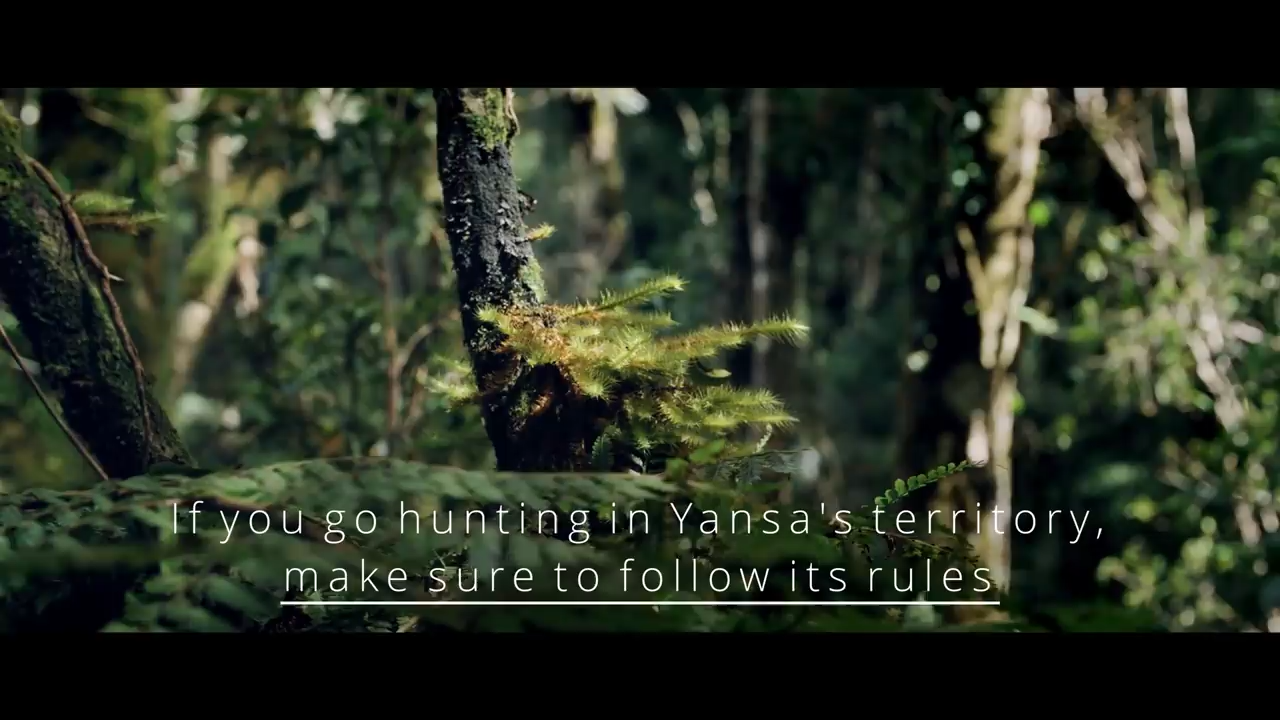 If you go hunting in Yansa's territory,
make sure to follow its rules